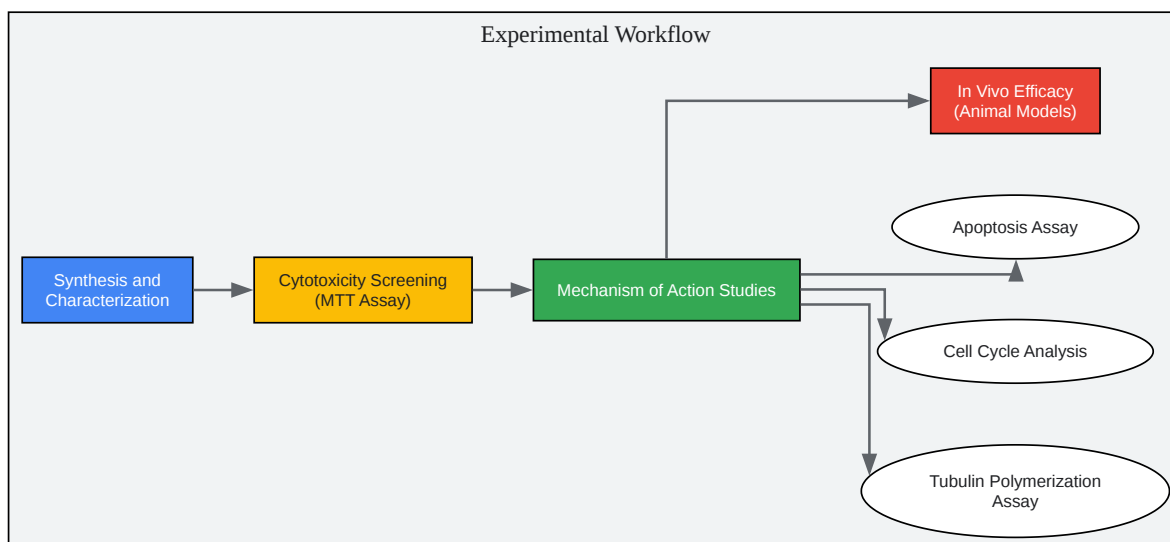 Experimental Workflow
In Vivo Efficacy
(Animal Models)
Apoptosis Assay
Synthesis and
Characterization
Cytotoxicity Screening
(MTT Assay)
Mechanism of Action Studies
Cell Cycle Analysis
Tubulin Polymerization
Assay